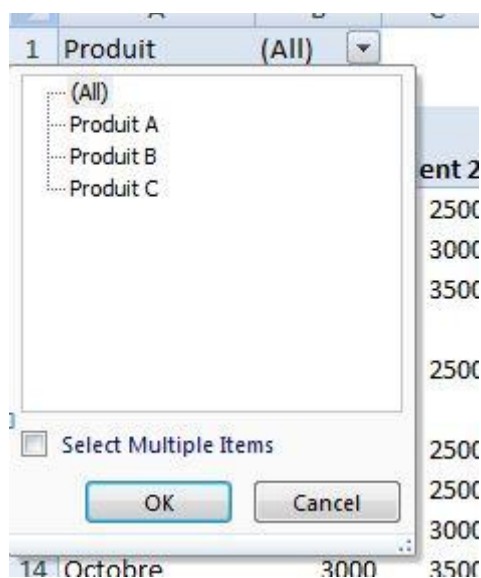 1 Produit (All)
(All)
Produit A
Produit B
Produit C
ent 2
2500
3000
3500
2500
Select Multiple Items
2500
OK Cancel
2500
3000
14 Octobre 3000 3500